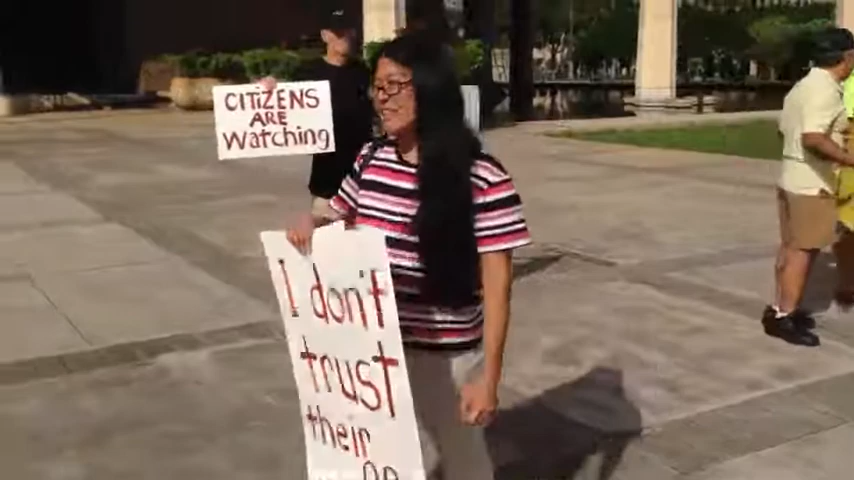 CITIZENS
ARE
WAtching
I
don't
trust
their